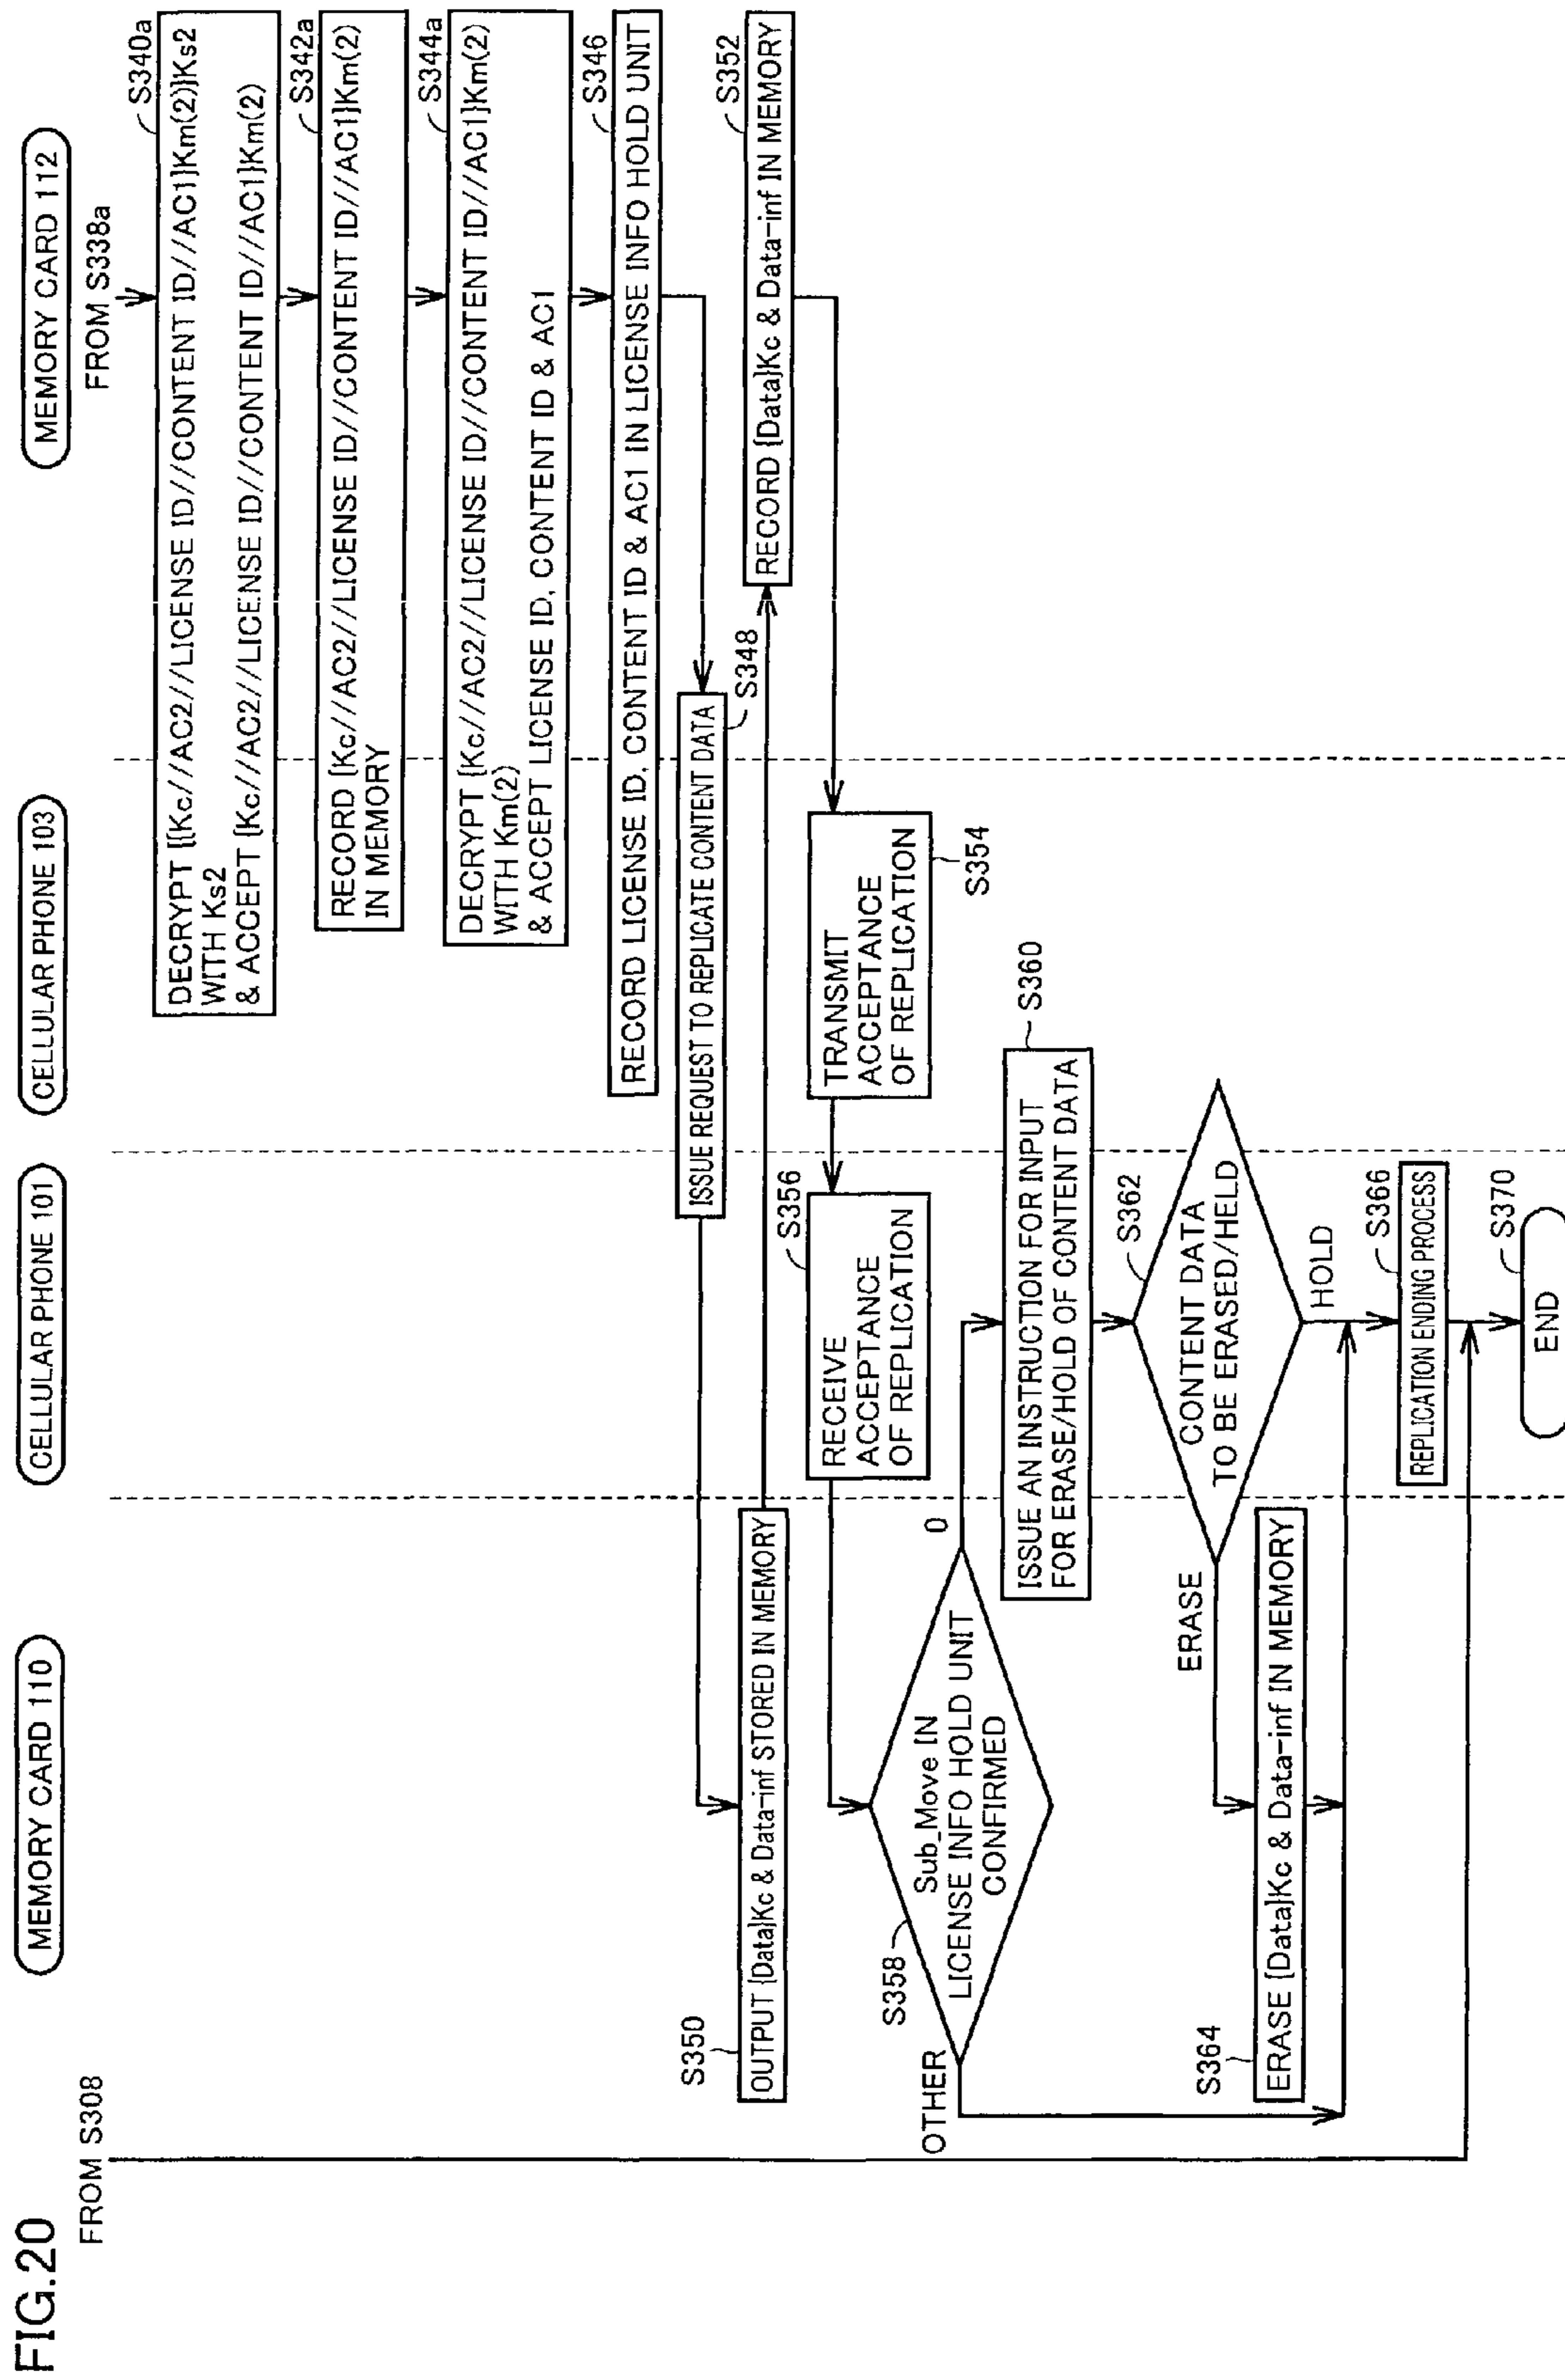 FIG.20
FROM S308
MEMORY CARD 110
CELLULAR PHONE 101
CELLULAR PHONE 103
MEMORY CARD 112
FROM S338a
S340a
DECRYPT {{Kc//AC2//LICENSE ID//CONTENT ID//AC1}Km(2)}Ks2
WITH Ks2
& ACCEPT {Kc//AC2//LICENSE ID//CONTENT ID//AC1}Km(2)
S342a
RECORD {Kc//AC2//LICENSE ID//CONTENT ID//AC1}Km(2)
IN MEMORY
S344a
DECRYPT {Kc//AC2//LICENSE ID//CONTENT ID//AC1}Km(2)
WITH Km(2)
& ACCEPT LICENSE ID, CONTENT ID & AC1
S346
RECORD LICENSE ID, CONTENT ID & AC1 IN LICENSE INFO HOLD UNIT
ISSUE REQUEST TO REPLICATE CONTENT DATA
S348
S350
OUTPUT {Data}Kc & Data-inf STORED IN MEMORY
S352
RECORD {Data}Kc & Data-inf IN MEMORY
TRANSMIT
ACCEPTANCE
OF REPLICATION
S354
S356
RECEIVE
ACCEPTANCE
OF REPLICATION
S358
Sub_Move IN
LICENSE INFO HOLD UNIT
CONFIRMED
OTHER
0
S360
ISSUE AN INSTRUCTION FOR INPUT
FOR ERASE/HOLD OF CONTENT DATA
S362
CONTENT DATA
TO BE ERASED/HELD
ERASE
HOLD
S364
ERASE {Data}Kc & Data-inf IN MEMORY
S366
REPLICATION ENDING PROCESS
S370
END